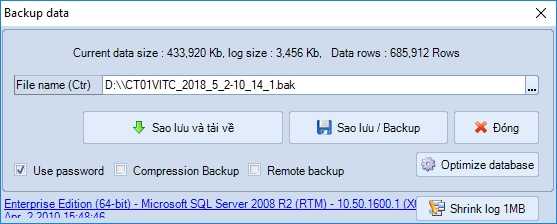 Backup data
Current data size : 433,920 Kb, log size : 3,456 Kb, Data rows : 685,912 Rows
File name (Ctr) D:\\CT01VITC_2018_5_2-10_14_1.bak ...
Sao lưu và tải về Sao lưu / Backup Đóng
Use password Compression Backup Remote backup Optimize database
Enterprise Edition (64-bit) - Microsoft SQL Server 2008 R2 (RTM) - 10.50.1600.1 (X6
Apr 2 2010 15:48:46 Shrink log 1MB